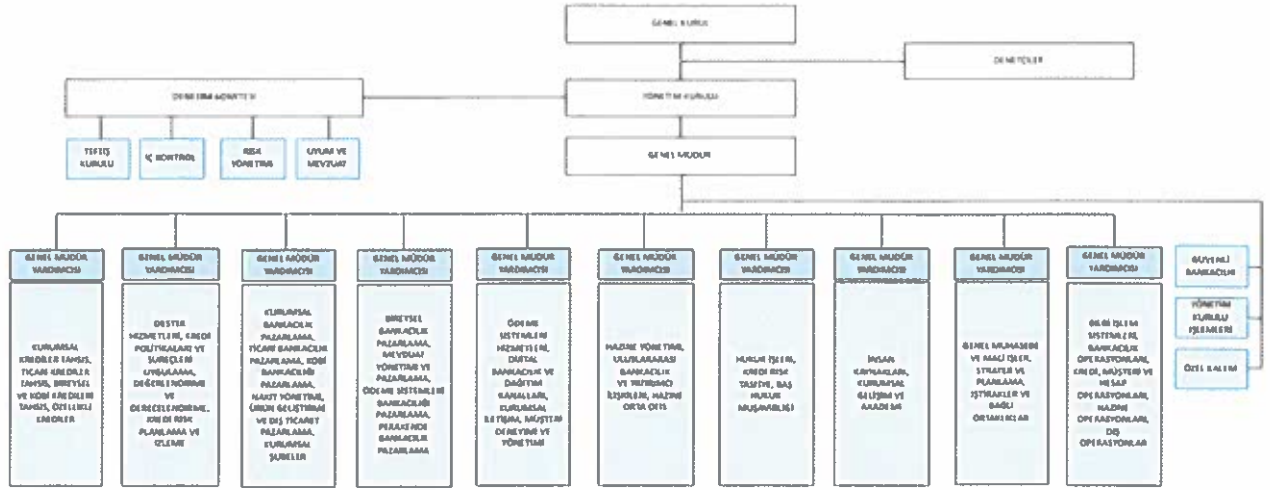 GENEL KURUL
DENETÇİLER
DENETİM KOMİTESİ
YÖNETİM KURULU
TEFTİŞ
KURULU
İÇ KONTROL
RİSK
YÖNETİMİ
UYUM VE
MEVZUAT
GENEL MÜDÜR
GENEL MÜDÜR
YARDIMCISI
KURUMSAL
KREDİLER TAHSİS,
TİCARİ KREDİLER
TAHSİS, BİREYSEL
VE KOBİ KREDİLERİ
TAHSİS, ÖZELLİKLİ
KREDİLER
GENEL MÜDÜR
YARDIMCISI
DESTEK
HİZMETLERİ, KREDİ
POLİTİKALARI VE
SÜREÇLERİ
UYGULAMA,
DEĞERLENDİRME
VE
DERECELENDİRME,
KREDİ RİSK
PLANLAMA VE
İZLEME
GENEL MÜDÜR
YARDIMCISI
KURUMSAL
BANKACILIK
PAZARLAMA,
TİCARİ BANKACILIK
PAZARLAMA, KOBİ
BANKACILIĞI
PAZARLAMA,
NAKİT YÖNETİMİ,
ÜRÜN GELİŞTİRME
VE DIŞ TİCARET
PAZARLAMA,
KURUMSAL
ŞUBELER
GENEL MÜDÜR
YARDIMCISI
BİREYSEL
BANKACILIK
PAZARLAMA,
MEVDUAT
YÖNETİMİ VE
PAZARLAMA,
ÖDEME SİSTEMLERİ
BANKACILIĞI
PAZARLAMA,
PERAKENDE
BANKACILIK
PAZARLAMA
GENEL MÜDÜR
YARDIMCISI
ÖDEME
SİSTEMLERİ
HİZMETLERİ,
DİJİTAL
BANKACILIK VE
DAĞITIM
KANALLARI,
KURUMSAL
İLETİŞİM, MÜŞTERİ
DENEYİMİ VE
YÖNETİMİ
GENEL MÜDÜR
YARDIMCISI
HAZİNE YÖNETİMİ,
ULUSLARARASI
BANKACILIK
VE YATIRIMCI
İLİŞKİLERİ, HAZİNE
ORTA OFİS
GENEL MÜDÜR
YARDIMCISI
HUKUK İŞLERİ,
KREDİ RİSK
TASFİYE, BAŞ
HUKUK
MÜŞAVİRLİĞİ
GENEL MÜDÜR
YARDIMCISI
İNSAN
KAYNAKLARI,
KURUMSAL
GELİŞİM VE
AKADEMİ
GENEL MÜDÜR
YARDIMCISI
GENEL MUHASEBE
VE MALİ İŞLER,
STRATEJİ VE
PLANLAMA,
İŞTİRAKLER VE
BAĞLI
ORTAKLIKLAR
GENEL MÜDÜR
YARDIMCISI
BİLGİ İŞLEM
SİSTEMLERİ,
BANKACILIK
OPERASYONLARI,
KREDİ, MÜŞTERİ VE
HESAP
OPERASYONLARI,
HAZİNE
OPERASYONLARI,
DIŞ
OPERASYONLAR
GÜVENLİ
BANKACILIK
YÖNETİM
KURULU
İŞLEMLERİ
ÖZEL KALEM